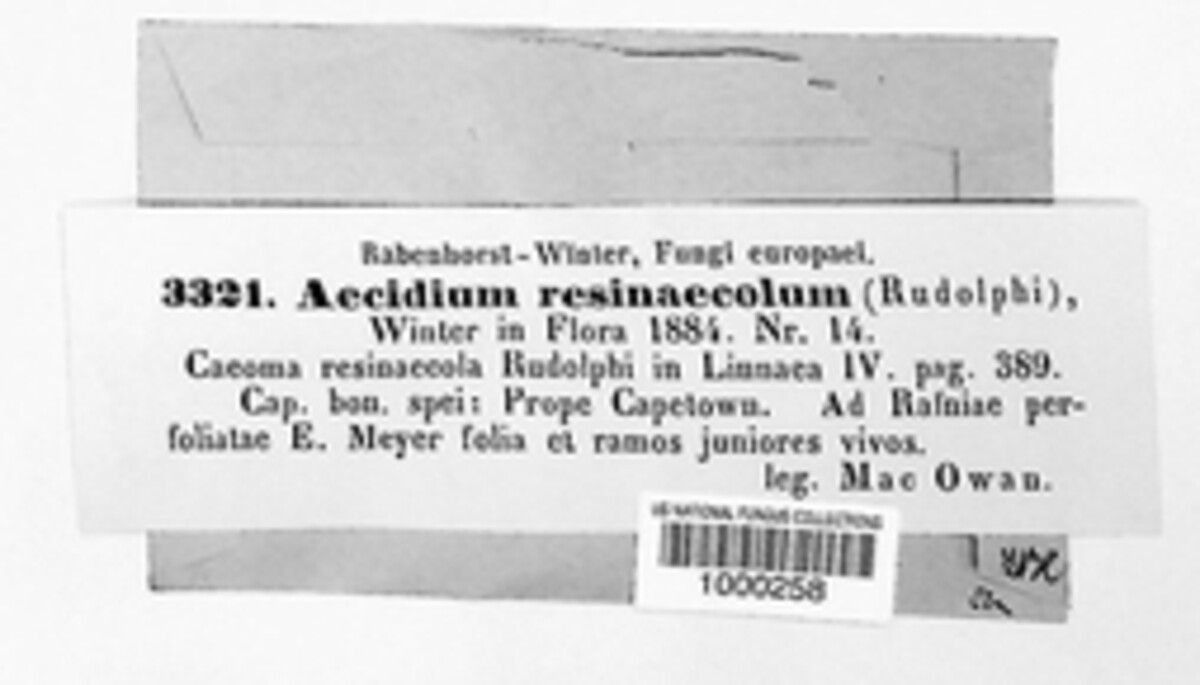 Rabenhorst-Winter, Fungi europaei.
3321. Aecidium resinaecolum (Rudolphi),
Winter in Flora 1884. Nr. 14.
Caeoma resinaecola Rudolphi in Linnaea IV. pag. 389.
Cap. bon. spei: Prope Capetown. Ad Rafniae per-
foliatae E. Meyer folia et ramos juniores vivos.
leg. Mac Owan.
US NATIONAL FUNGUS COLLECTIONS
1000258